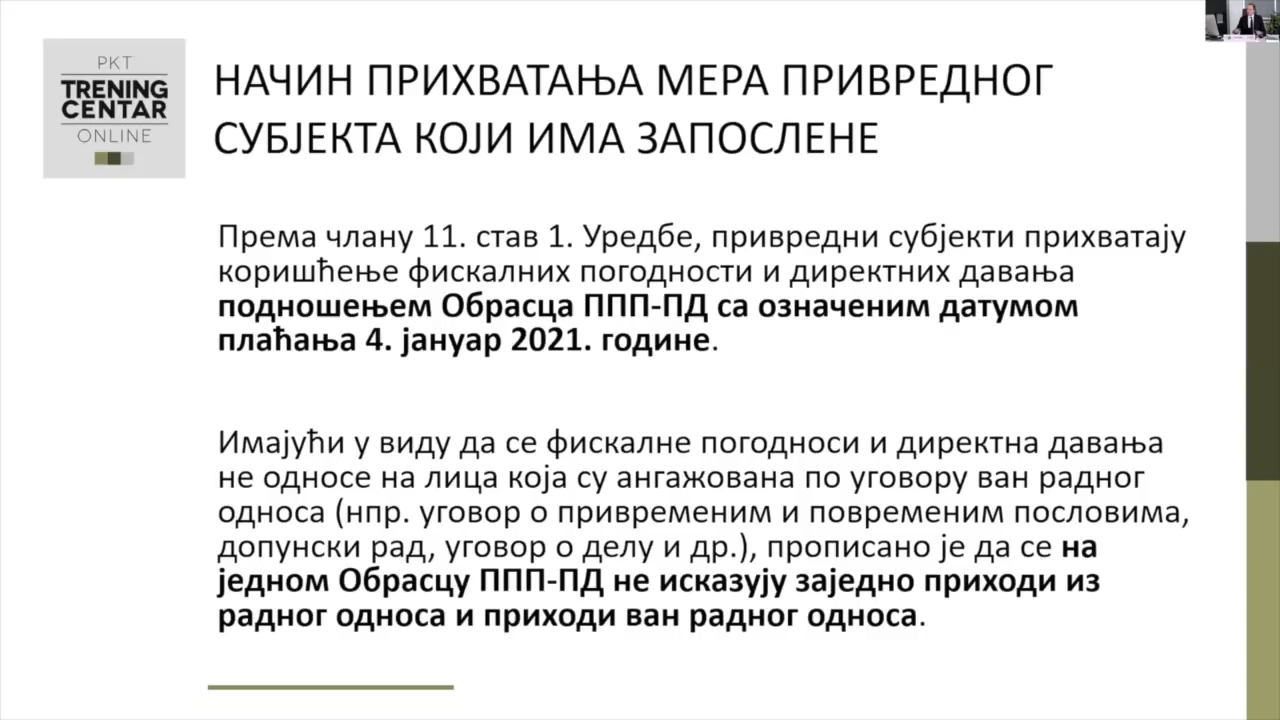 PKT
TRENING
CENTAR
ONLINE
НАЧИН ПРИХВАТАЊА МЕРА ПРИВРЕДНОГ
СУБЈЕКТА КОЈИ ИМА ЗАПОСЛЕНЕ
Према члану 11. став 1. Уредбе, привредни субјекти прихватају
коришћење фискалних погодности и директних давања
подношењем Обрасца ППП-ПД са означеним датумом
плаћања 4. јануар 2021. године.
Имајући у виду да се фискалне погодноси и директна давања
не односе на лица која су ангажована по уговору ван радног
односа (нпр. уговор о привременим и повременим пословима,
допунски рад, уговор о делу и др.), прописано је да се на
једном Обрасцу ППП-ПД не исказују заједно приходи из
радног односа и приходи ван радног односа.